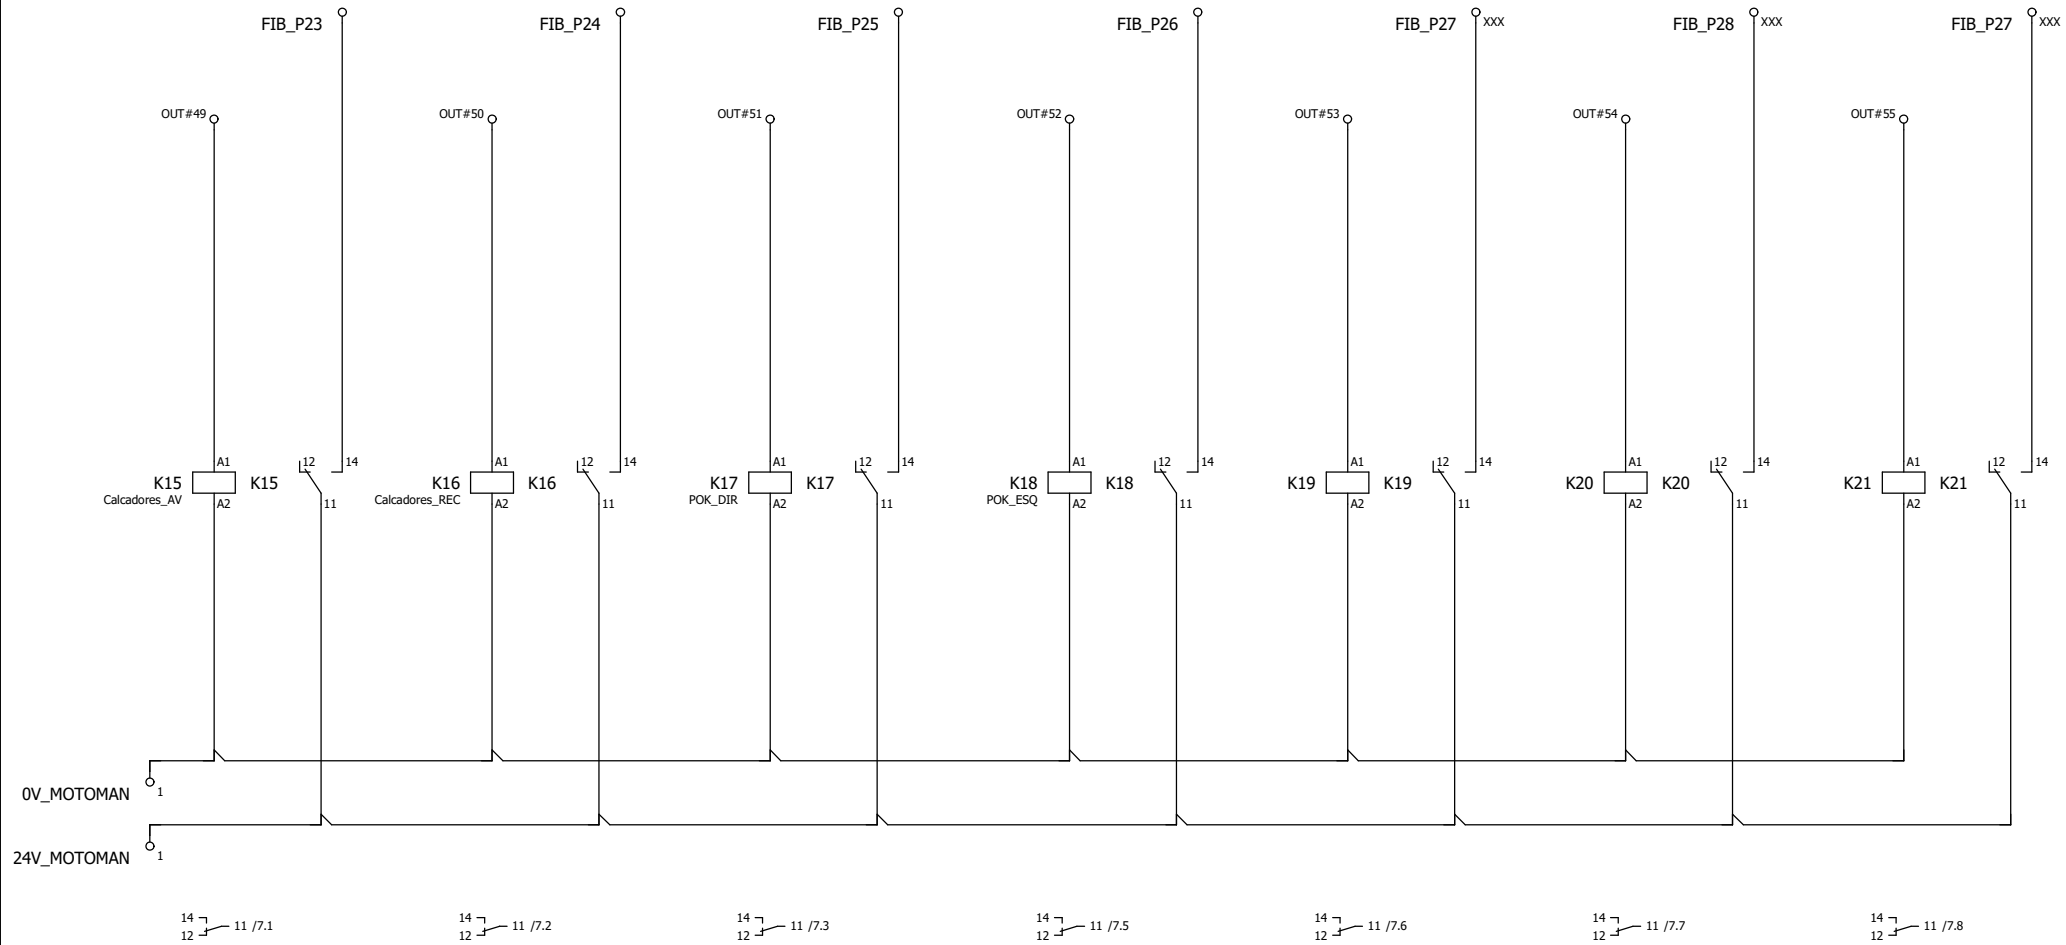 FIB_P23 FIB_P24 FIB_P25 FIB_P26 FIB_P27 XXX FIB_P28 XXX FIB_P27 XXX
OUT#49 OUT#50 OUT#51 OUT#52 OUT#53 OUT#54 OUT#55
A1 12 14 A1 12 14 A1 12 14 A1 12 14 A1 12 14 A1 12 14 A1 12 14
K15 K15 K16 K16 K17 K17 K18 K18 K19 K19 K20 K20 K21 K21
Calcadores_AV A2 11 Calcadores_REC A2 11 POK_DIR A2 11 POK_ESQ A2 11 A2 11 A2 11 A2 11
0V_MOTOMAN 1
24V_MOTOMAN 1
14 14 14 14 14 14 14
11 /7.1 11 /7.2 11 /7.3 11 /7.5 11 /7.6 11 /7.7 11 /7.8
12 12 12 12 12 12 12